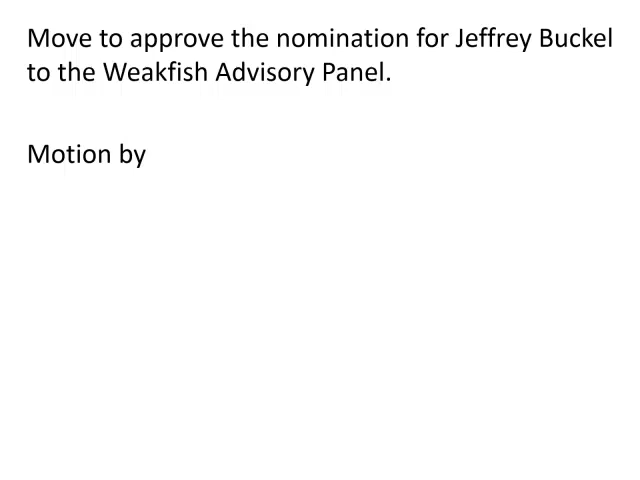 Move to approve the nomination for Jeffrey Buckel
to the Weakfish Advisory Panel.
Motion by